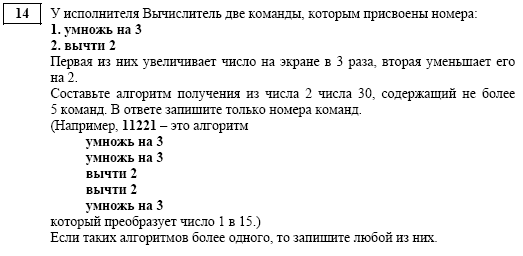 14 У исполнителя Вычислитель две команды, которым присвоены номера:
1. умножь на 3
2. вычти 2
Первая из них увеличивает число на экране в 3 раза, вторая уменьшает его
на 2.
Составьте алгоритм получения из числа 2 числа 30, содержащий не более
5 команд. В ответе запишите только номера команд.
(Например, 11221 – это алгоритм
умножь на 3
умножь на 3
вычти 2
вычти 2
умножь на 3
который преобразует число 1 в 15.)
Если таких алгоритмов более одного, то запишите любой из них.